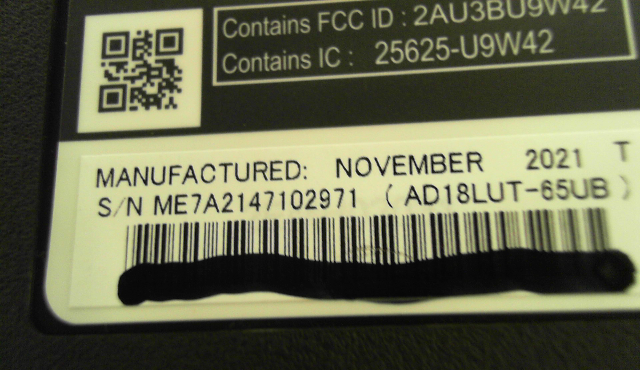 Contains FCC ID : 2AU3BU9W42
Contains IC : 25625-U9W42
MANUFACTURED: NOVEMBER 2021 T
S/N ME7A2147102971 ( AD18LUT-65UB )